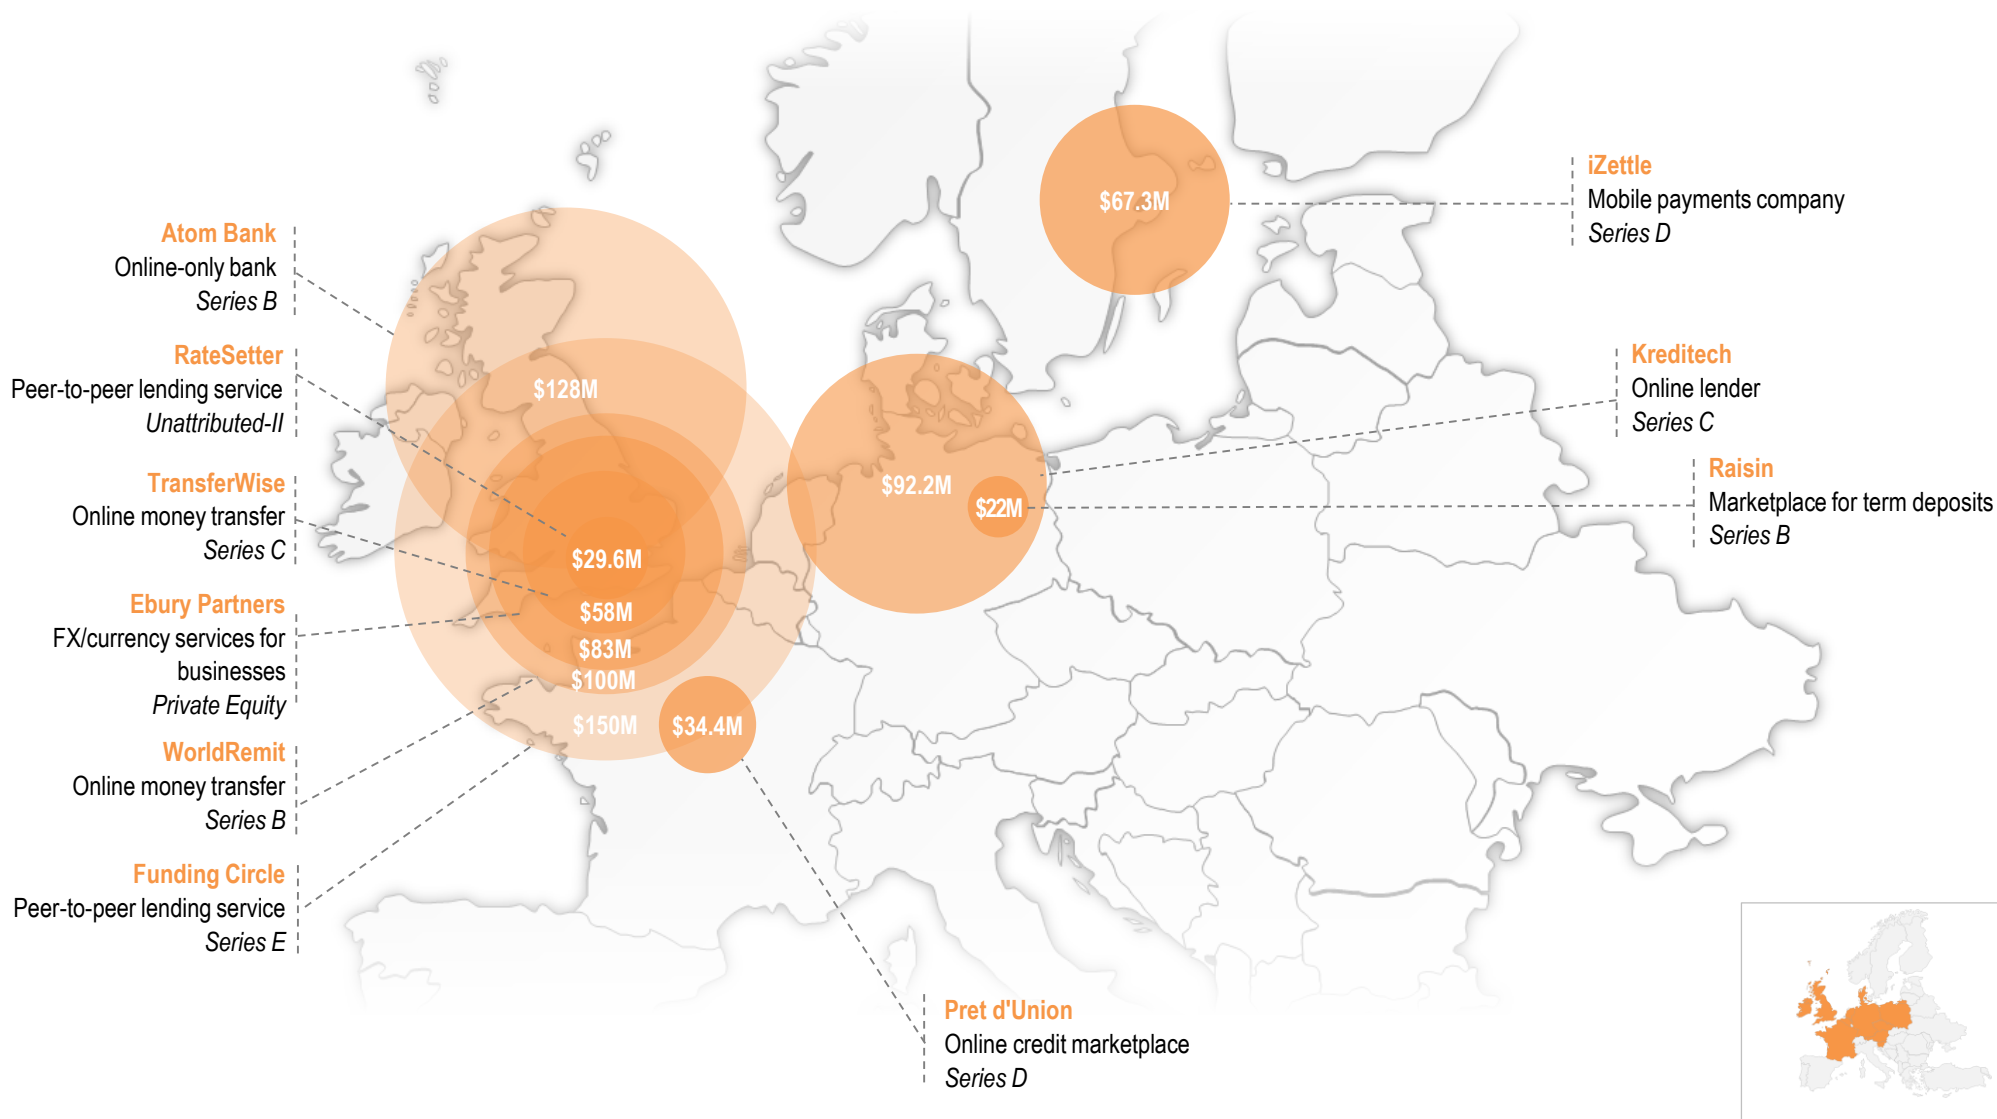 Atom Bank
Online-only bank
Series B
RateSetter
Peer-to-peer lending service
Unattributed-II
TransferWise
Online money transfer
Series C
Ebury Partners
FX/currency services for
businesses
Private Equity
WorldRemit
Online money transfer
Series B
Funding Circle
Peer-to-peer lending service
Series E
$128M
$29.6M
$58M
$83M
$100M
$150M
$34.4M
$67.3M
$92.2M
$22M
iZettle
Mobile payments company
Series D
Kreditech
Online lender
Series C
Raisin
Marketplace for term deposits
Series B
Pret d'Union
Online credit marketplace
Series D